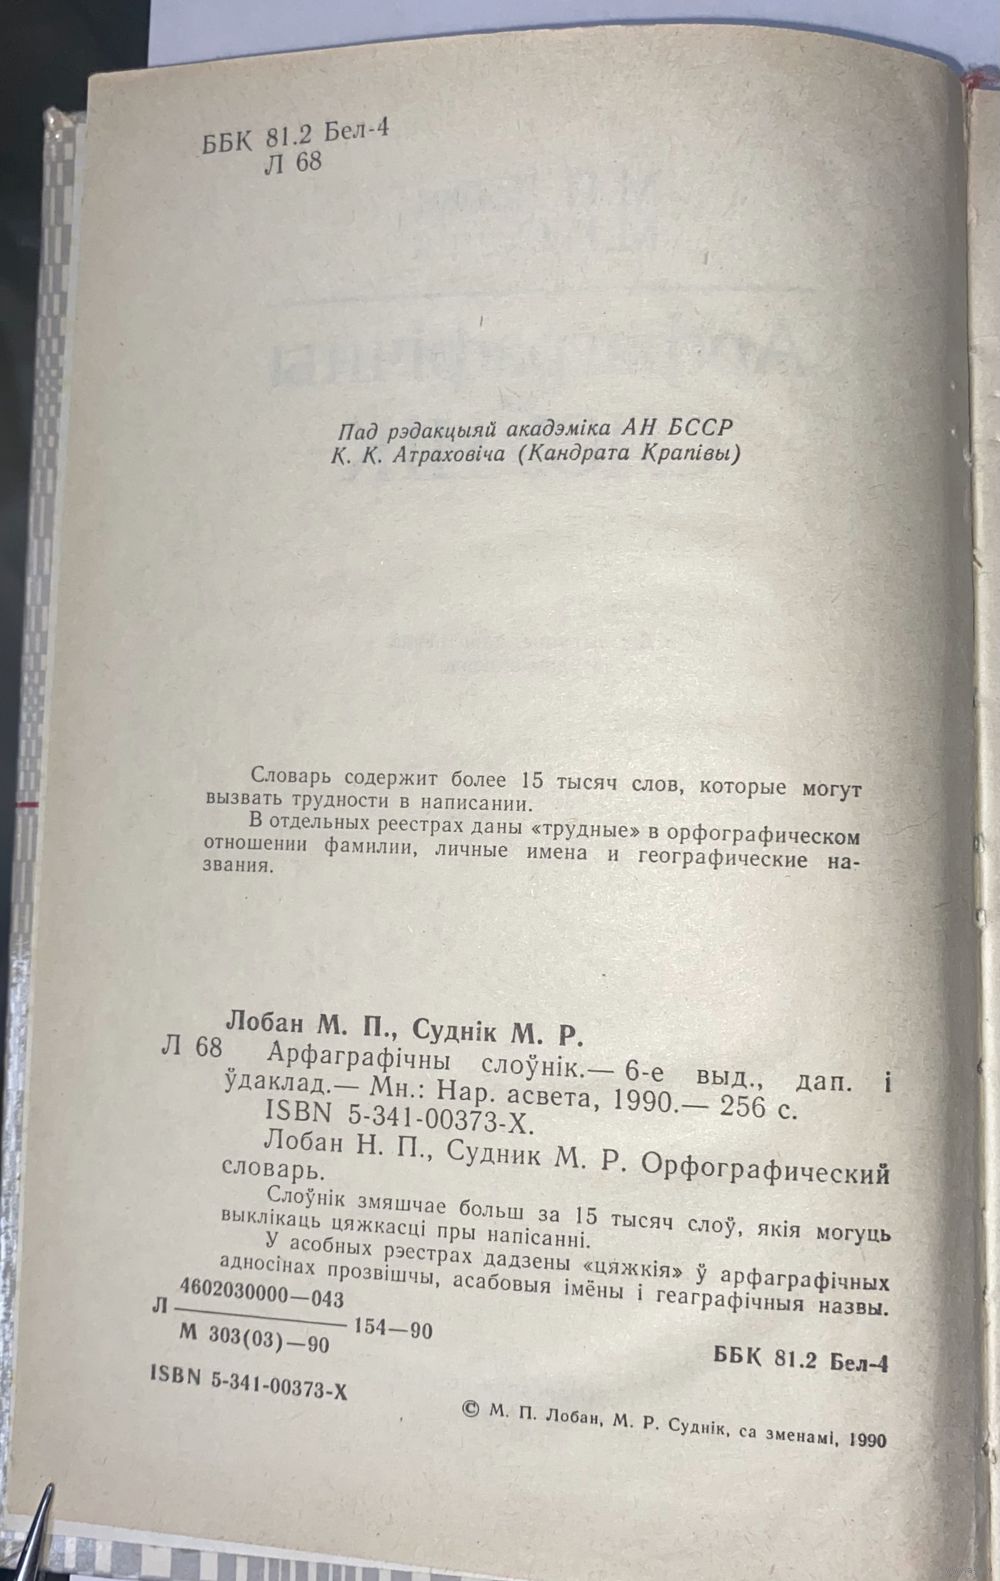 ББК 81.2 Бел-4
Л 68
Пад рэдакцыяй акадэміка АН БССР
К. К. Атраховіча (Кандрата Крапівы)
Словарь содержит более 15 тысяч слов, которые могут
вызвать трудности в написании.
В отдельных реестрах даны «трудные» в орфографическом
отношении фамилии, личные имена и географические на-
звания.
Лобан М. П., Суднік М. Р.
Л 68 Арфаграфічны слоўнік.— 6-е выд., дап. і
ўдаклад.— Мн.: Нар. асвета, 1990.— 256 с.
ISBN 5-341-00373-X.
Лобан Н. П., Судник М. Р. Орфографический
словарь.
Слоўнік змяшчае больш за 15 тысяч слоў, якія могуць
выклікаць цяжкасці пры напісанні.
У асобных рэестрах дадзены «цяжкія» ў арфаграфічных
адносінах прозвішчы, асабовыя імёны і геаграфічныя назвы.
4602030000—043
Л 154—90
М 303(03)—90
ББК 81.2 Бел-4
ISBN 5-341-00373-X
© М. П. Лобан, М. Р. Суднік, са зменамі, 1990